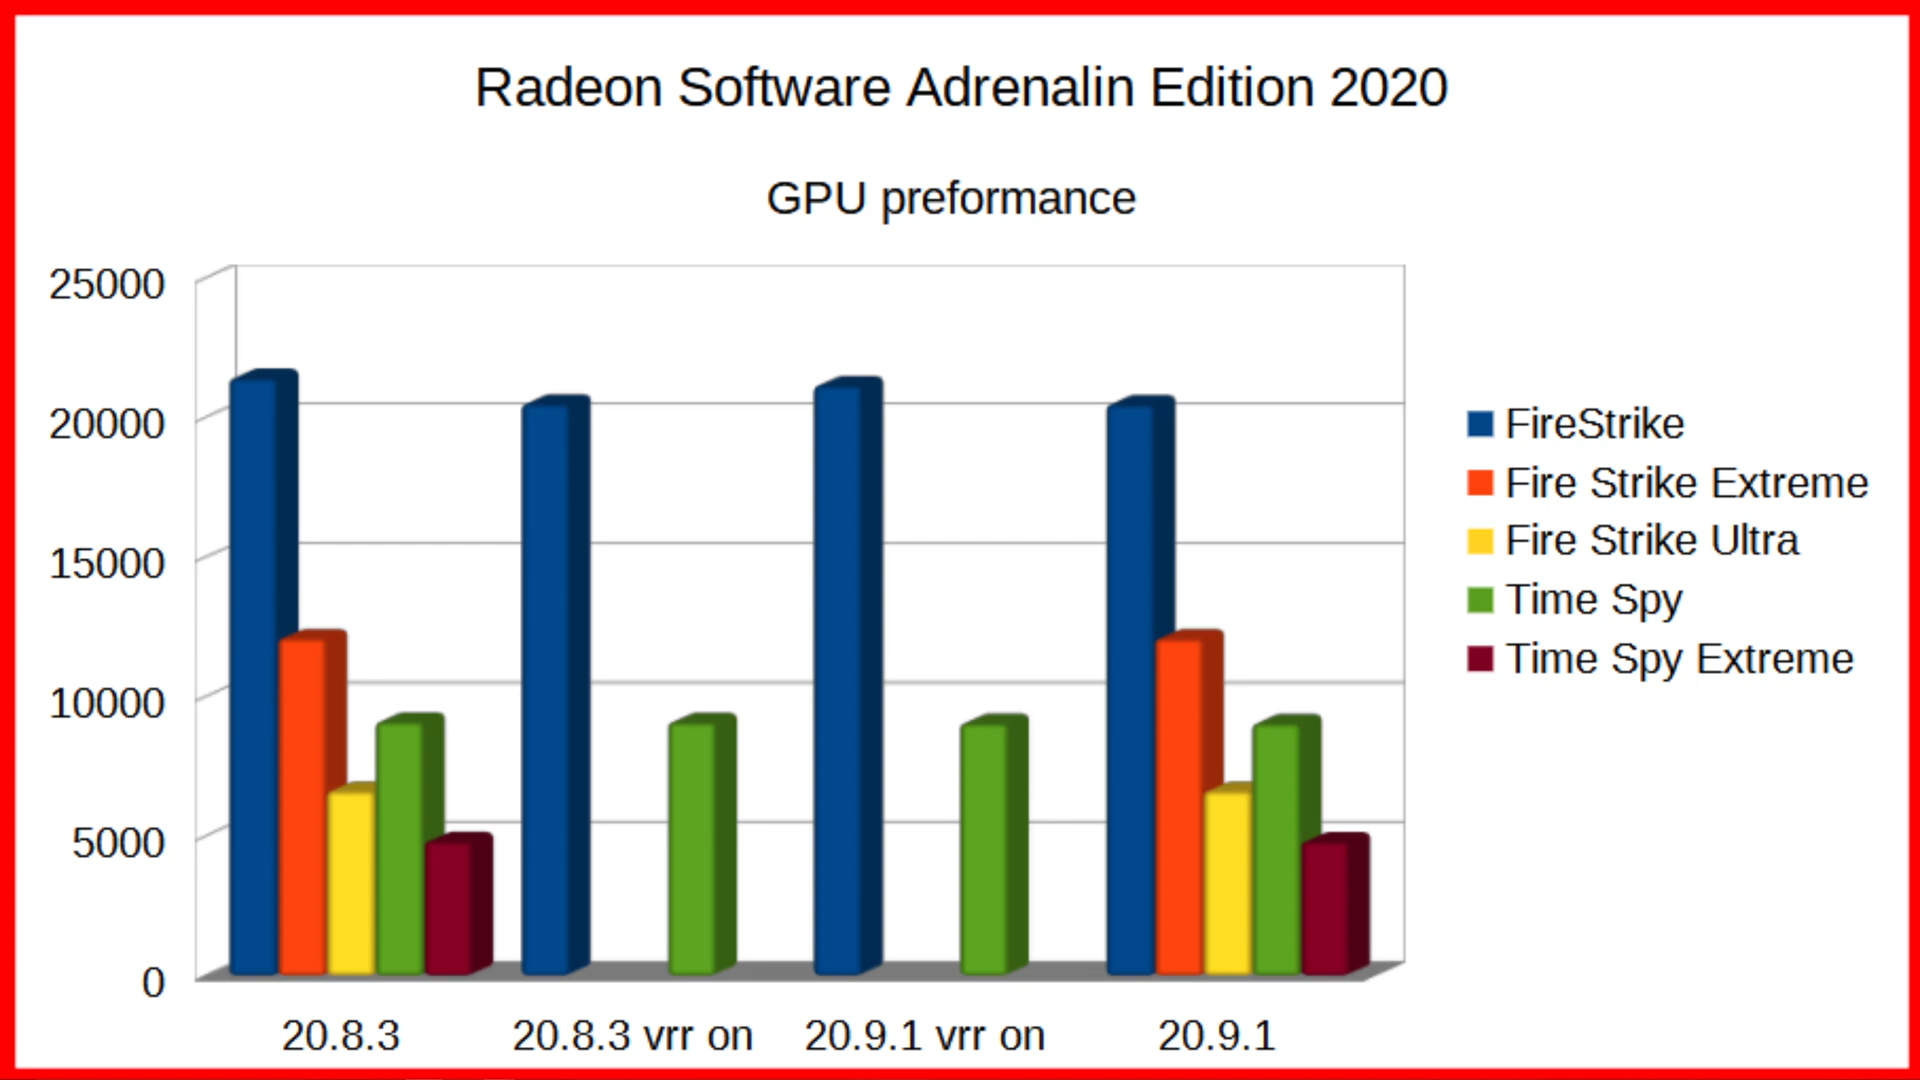 Radeon Software Adrenalin Edition 2020
GPU preformance
25000
20000
15000
10000
5000
0
20.8.3
20.8.3 vrr on
20.9.1 vrr on
20.9.1
FireStrike
Fire Strike Extreme
Fire Strike Ultra
Time Spy
Time Spy Extreme